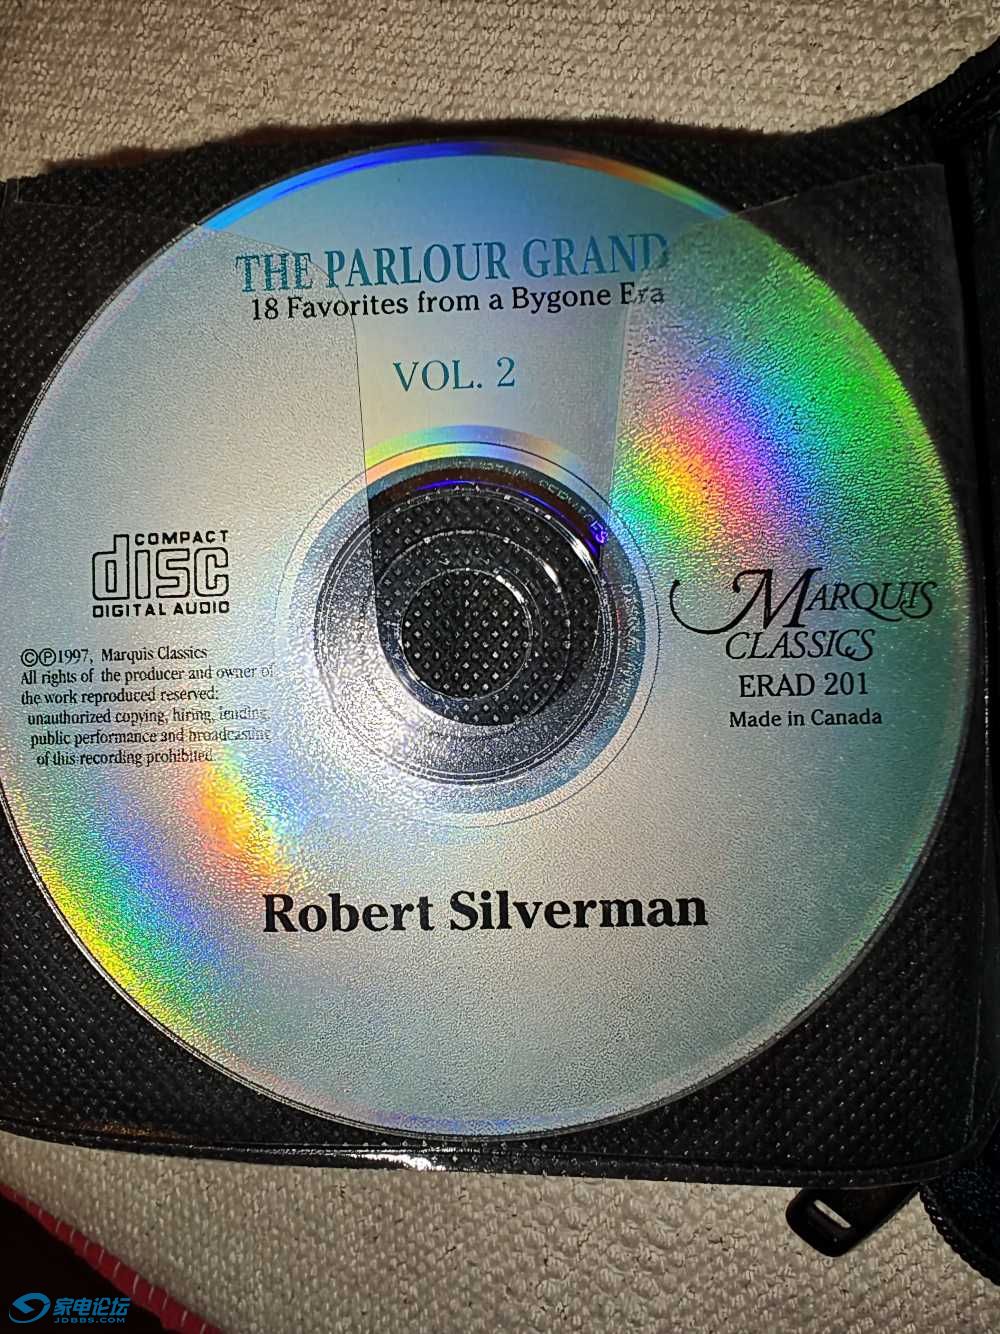 THE PARLOUR GRAND
18 Favorites from a Bygone Era
VOL. 2
COMPACT
disc
DIGITAL AUDIO
©℗1997, Marquis Classics
All rights of the producer and owner of
the work reproduced reserved:
unauthorized copying, hiring, lending,
public performance and broadcasting
of this recording prohibited.
MARQUIS
CLASSICS
ERAD 201
Made in Canada
Robert Silverman
SERVICES
家电论坛
JDBBS.COM